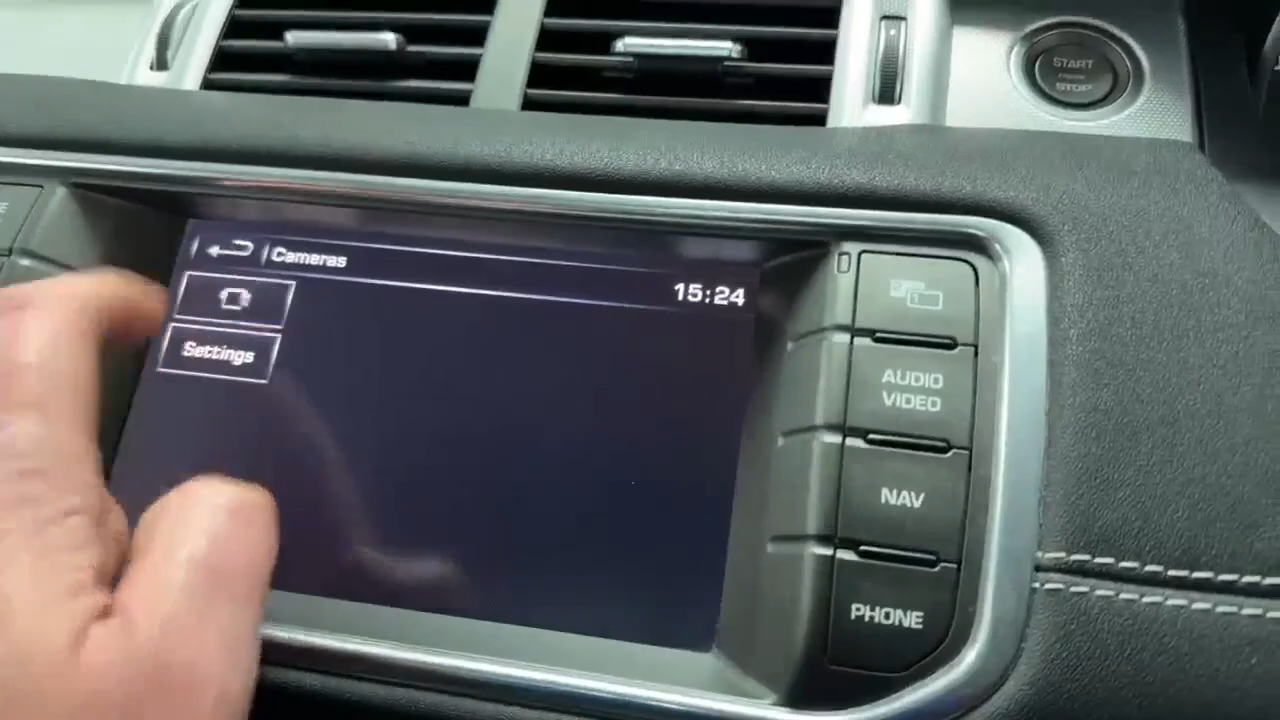 START
STOP
Cameras
15:24
Settings
AUDIO
VIDEO
NAV
PHONE